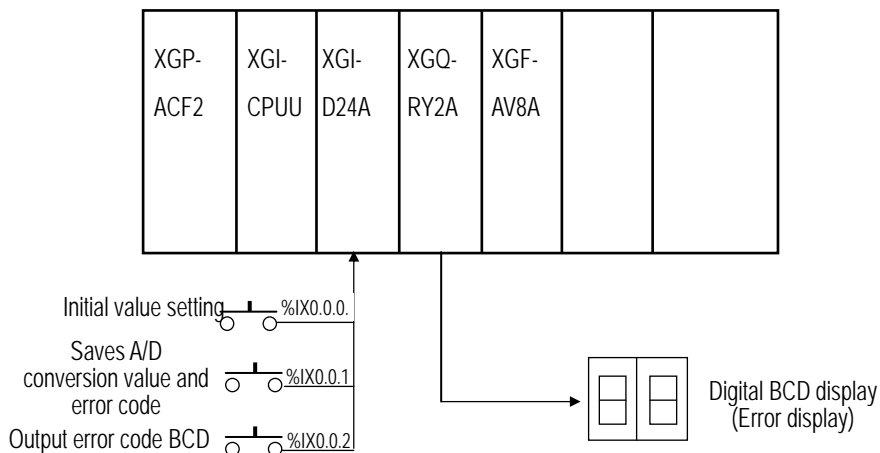 XGP-
ACF2
XGI-
CPUU
XGI-
D24A
XGQ-
RY2A
XGF-
AV8A
Initial value setting
%IX0.0.0.
Saves A/D
conversion value and
error code
%IX0.0.1
Output error code BCD
%IX0.0.2
Digital BCD display
(Error display)